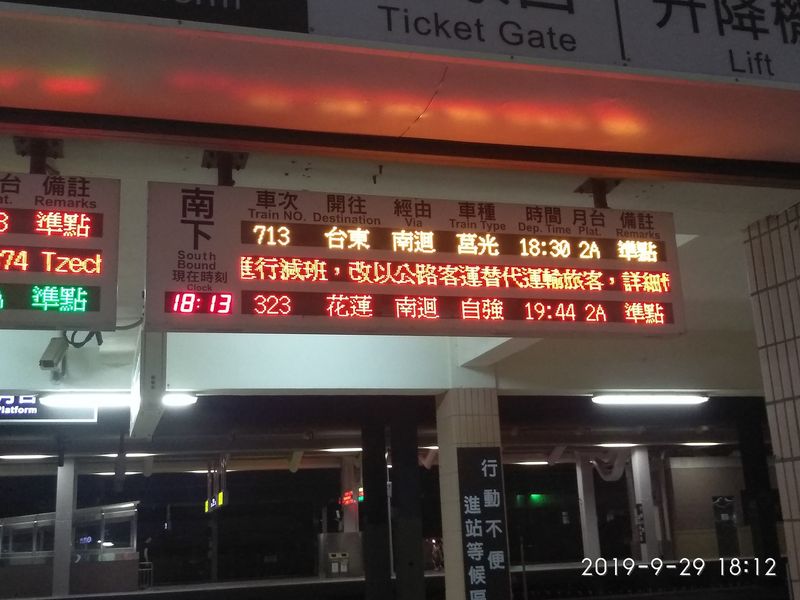 Ticket Gate
Lift
備註
Remarks
準點
74 Tzech
準點
南下
South Bound
現在時刻
Clock
18:13
車次 開往 經由 車種 時間 月台 備註
Train NO. Destination Via Train Type Dep. Time Plat. Remarks
713 台東 南迴 莒光 18:30 2A 準點
進行減班，改以公路客運替代運輸旅客，詳細
323 花蓮 南迴 自強 19:44 2A 準點
Platform
行動不便
進站等候區
2019-9-29 18:12